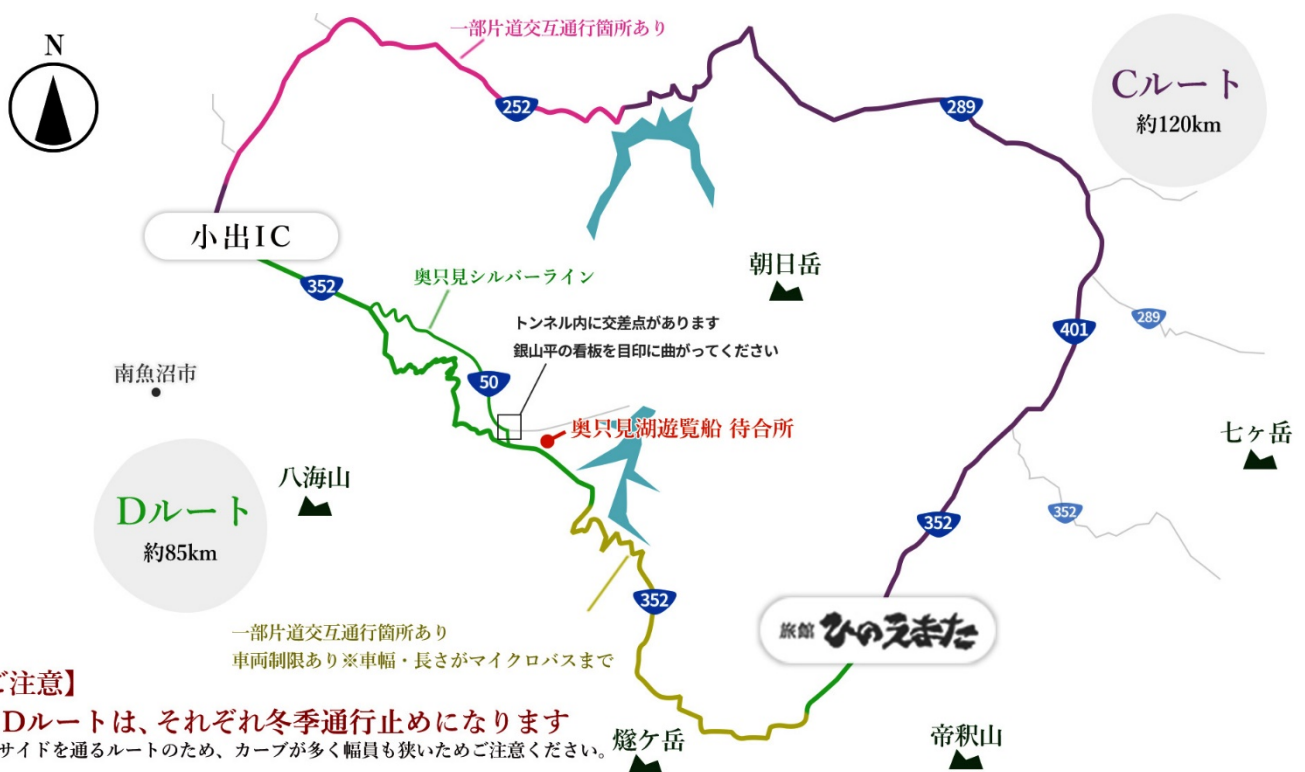 N
一部片道交互通行箇所あり
252
289
Cルート
約120km
小出IC
352
奥只見シルバーライン
朝日岳
トンネル内に交差点があります
銀山平の看板を目印に曲がってください
401
289
南魚沼市
50
奥只見湖遊覧船 待合所
七ヶ岳
八海山
Dルート
約85km
352
352
352
旅館 ひのえまた
一部片道交互通行箇所あり
車両制限あり※車幅・長さがマイクロバスまで
ご注意】
Dルートは、それぞれ冬季通行止めになります
サイドを通るルートのため、カーブが多く幅員も狭いためご注意ください。
燧ケ岳
帝釈山